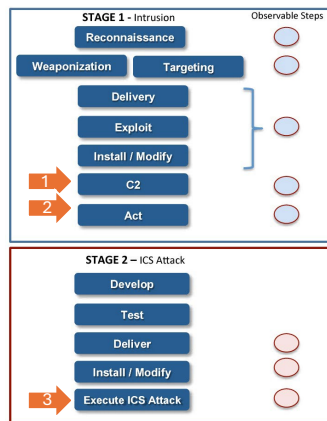 STAGE 1 - Intrusion
Observable Steps
Reconnaissance
Weaponization
Targeting
Delivery
Exploit
Install / Modify
1
C2
2
Act
STAGE 2 – ICS Attack
Develop
Test
Deliver
Install / Modify
3
Execute ICS Attack